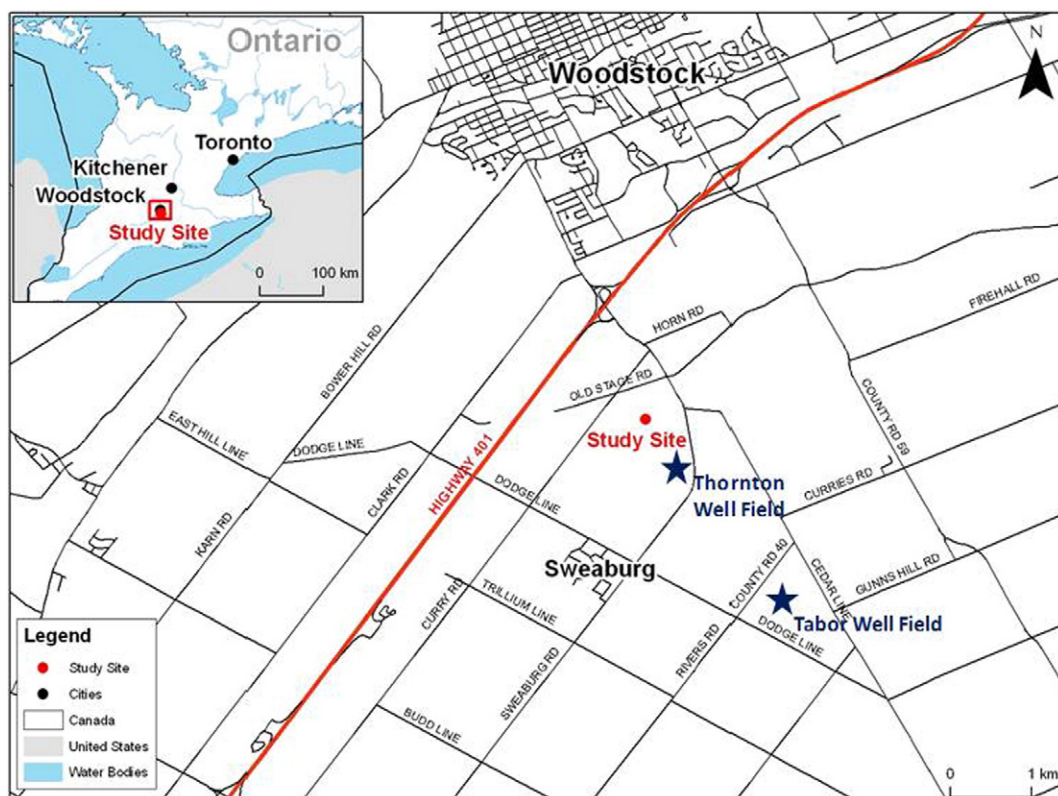 Ontario
Toronto
Kitchener
Woodstock
Study Site
0 100 km
Woodstock
N
HORN RD
FIREHALL RD
BOWER HILL RD
OLD STAGE RD
COUNTY RD 59
EAST HILL LINE
DODGE LINE
CLARK RD
HIGHWAY 401
Study Site
Thornton
Well Field
DODGE LINE
CURRIES RD
KARN RD
Sweaburg
COUNTY RD 40
CEDAR LINE
GUNNS HILL RD
CURRY RD
TRILLIUM LINE
Tabor Well Field
DODGE LINE
RIVERS RD
SWEABURG RD
BUDD LINE
Legend
Study Site
Cities
Canada
United States
Water Bodies
0 1 km